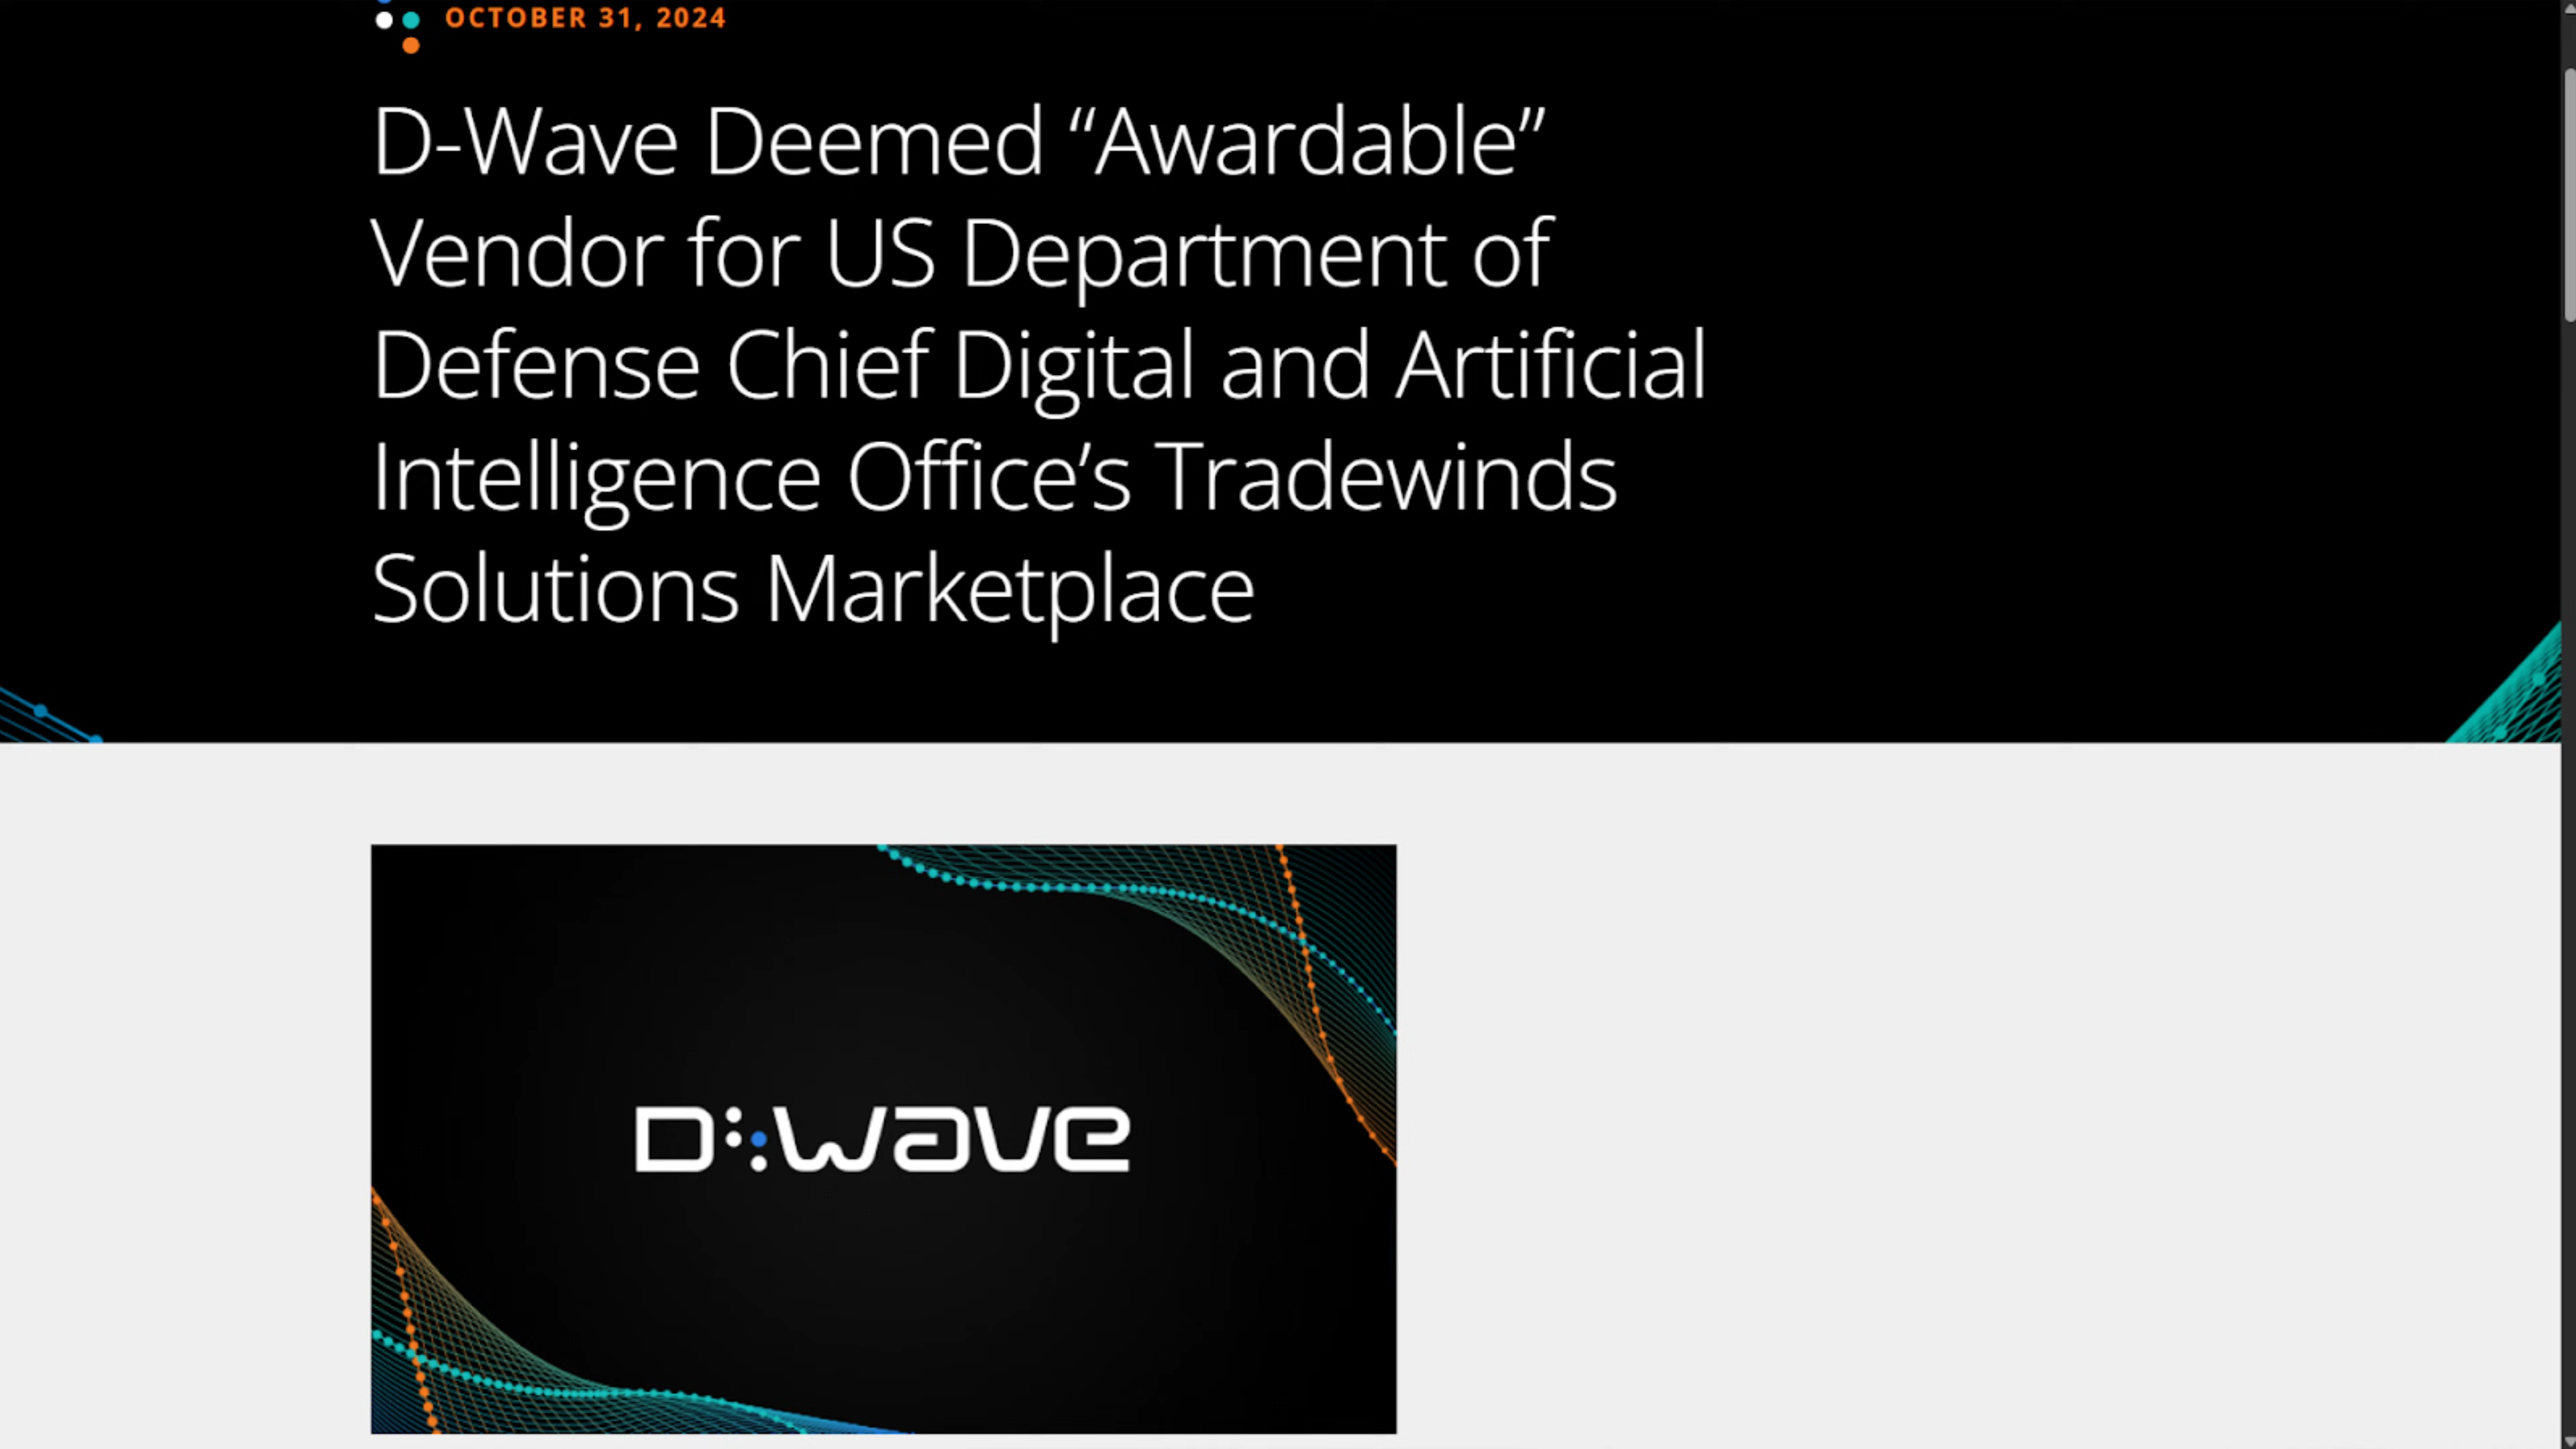 OCTOBER 31, 2024
D-Wave Deemed “Awardable”
Vendor for US Department of
Defense Chief Digital and Artificial
Intelligence Office’s Tradewinds
Solutions Marketplace
D:Wave